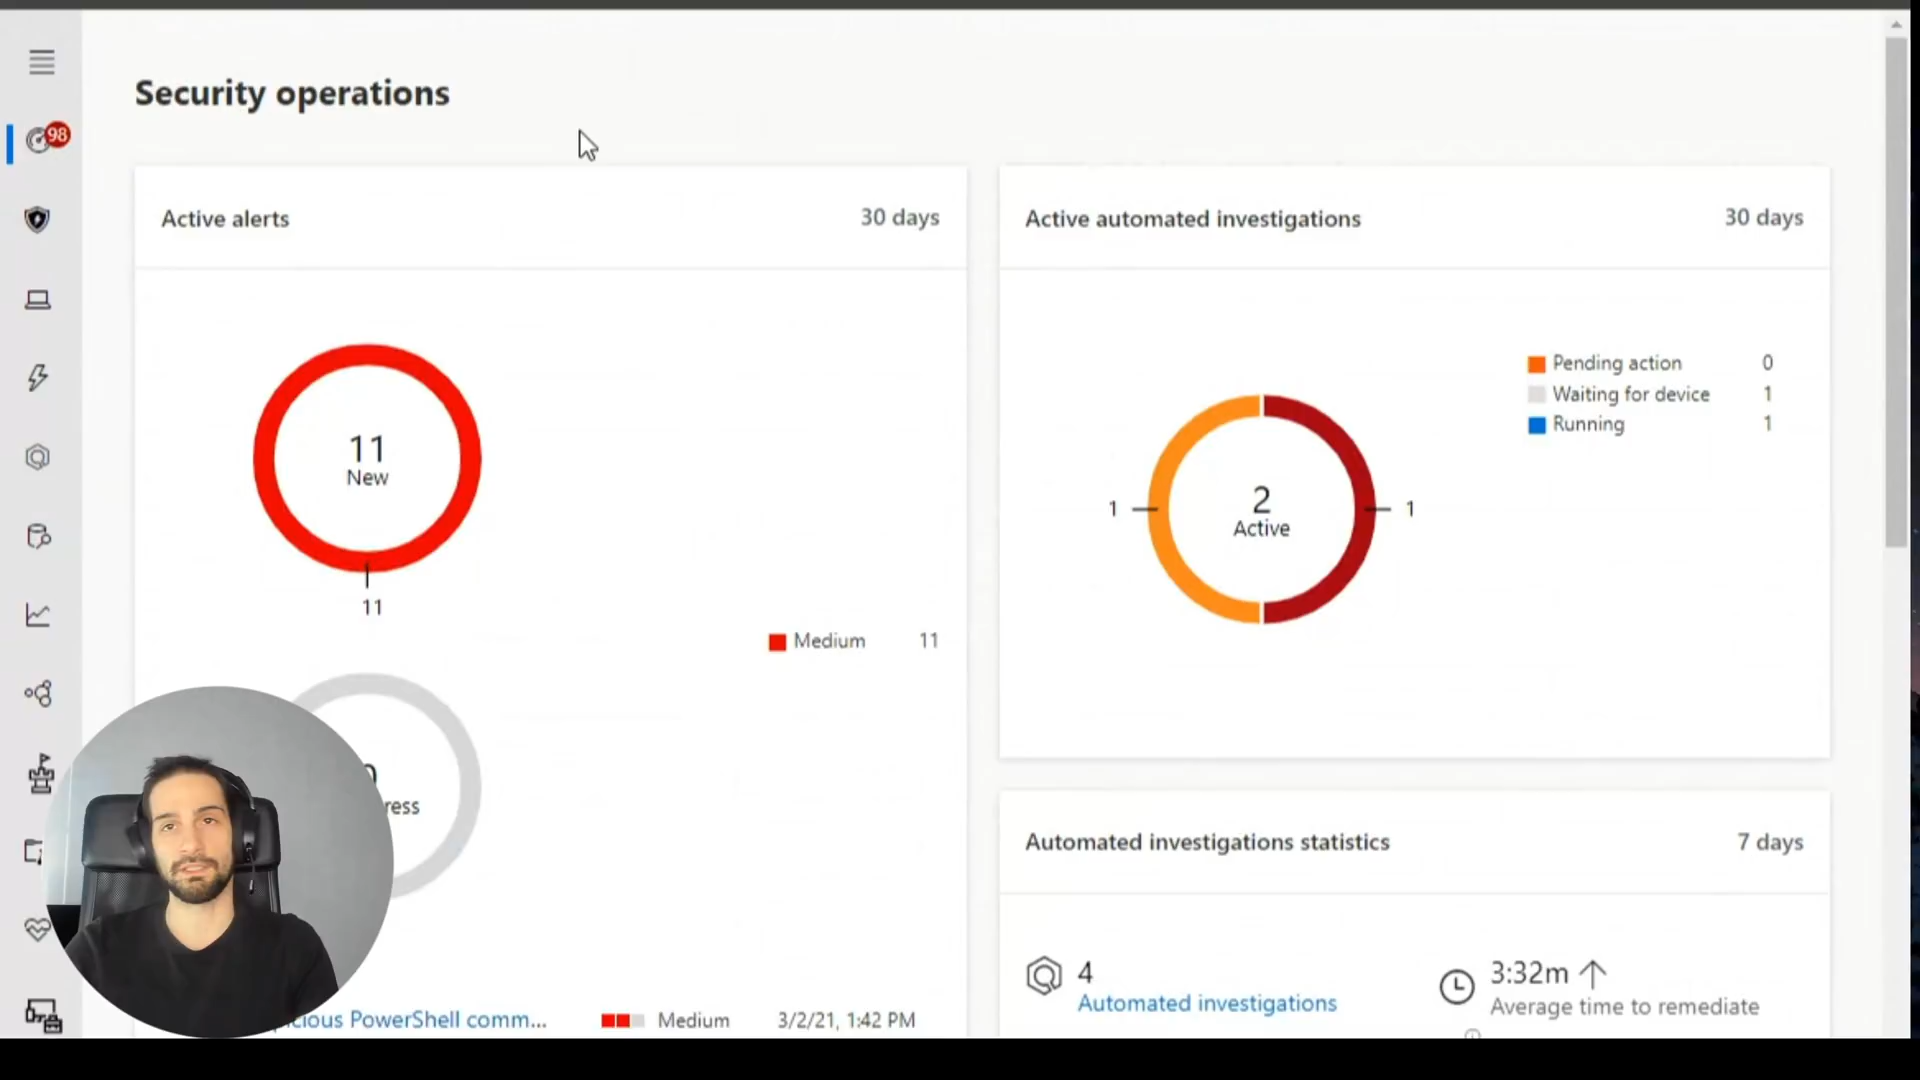 Security operations
98
Active alerts
30 days
11
New
11
Medium 11
ress
cious PowerShell comm...
Medium
3/2/21, 1:42 PM
Active automated investigations
30 days
Pending action 0
Waiting for device 1
Running 1
1
2
Active
1
Automated investigations statistics
7 days
4
Automated investigations
3:32m
Average time to remediate